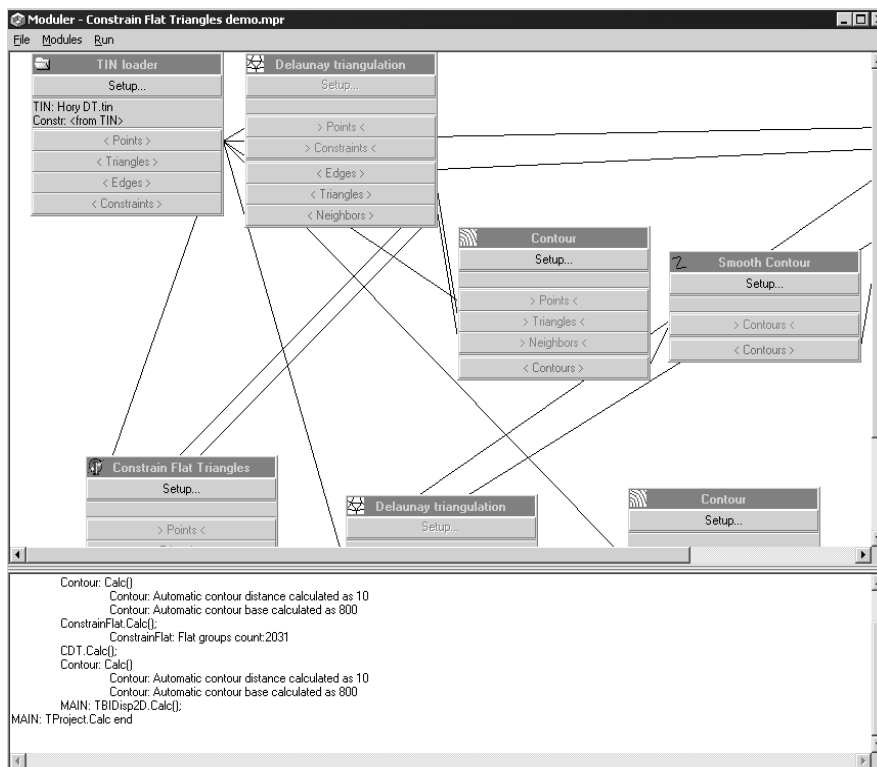 Moduler - Constrain Flat Triangles demo.mpr
File Modules Run
TIN loader
Setup...
TIN: Hory DT.tin
Constr: <from TIN>
< Points >
< Triangles >
< Edges >
< Constraints >
Delaunay triangulation
Setup...
> Points <
> Constraints <
< Edges >
< Triangles >
< Neighbors >
Contour
Setup...
> Points <
> Triangles <
> Neighbors <
< Contours >
Smooth Contour
Setup...
> Contours <
< Contours >
Constrain Flat Triangles
Setup...
> Points <
Delaunay triangulation
Setup...
Contour
Setup...
Contour: Calc()
Contour: Automatic contour distance calculated as 10
Contour: Automatic contour base calculated as 800
ConstrainFlat.Calc();
ConstrainFlat: Flat groups count:2031
CDT.Calc();
Contour: Calc()
Contour: Automatic contour distance calculated as 10
Contour: Automatic contour base calculated as 800
MAIN: TBIDisp2D.Calc();
MAIN: TProject.Calc end